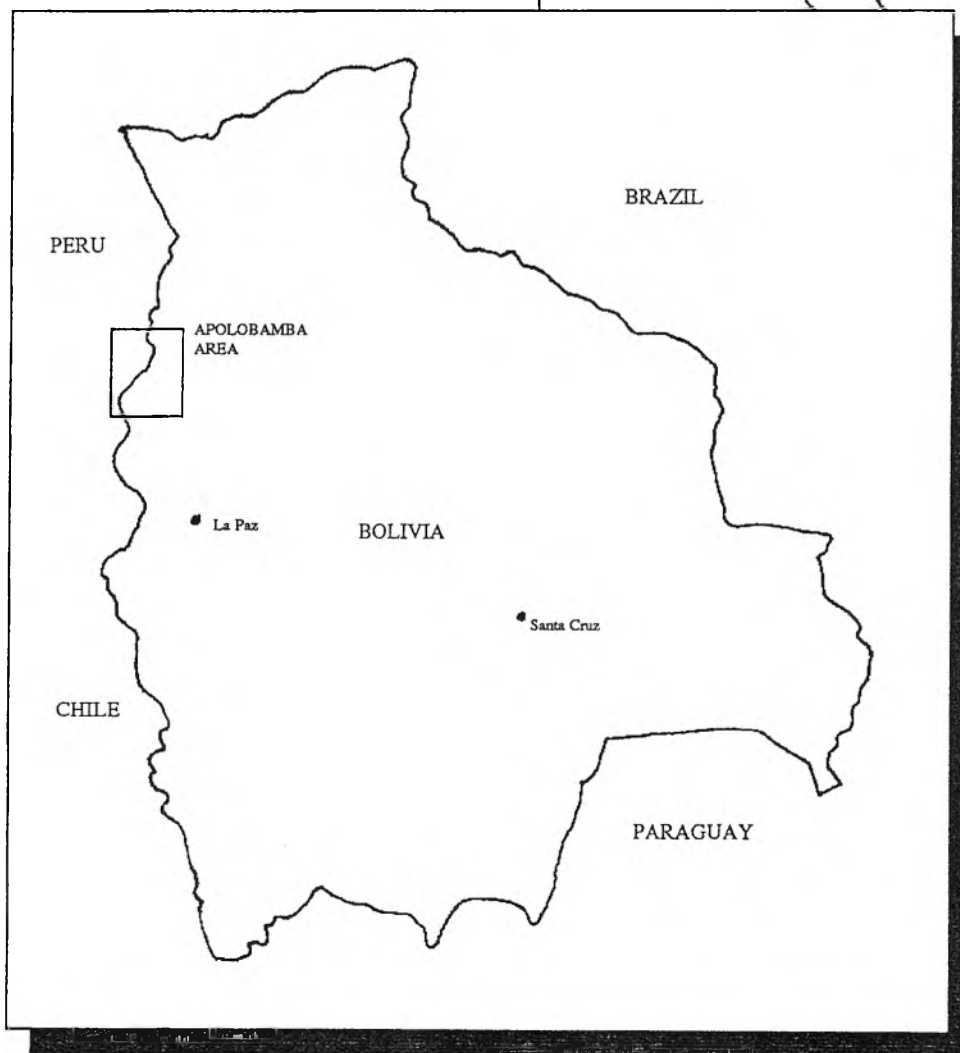 BRAZIL
PERU
APOLOBAMBA
AREA
La Paz
BOLIVIA
Santa Cruz
CHILE
PARAGUAY